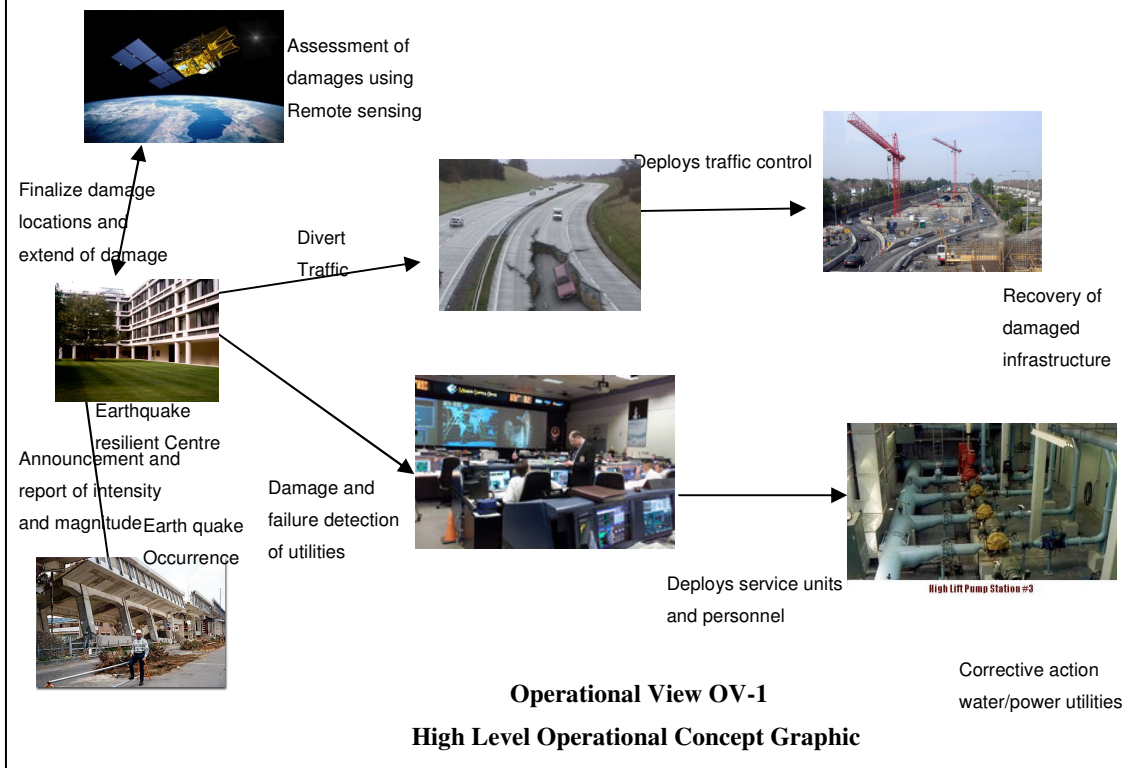 Assessment of
damages using
Remote sensing
Deploys traffic control
Finalize damage
locations and
extend of damage
Divert
Traffic
Recovery of
damaged
infrastructure
Earthquake
resilient Centre
Announcement and
report of intensity
and magnitude
Earth quake
Occurrence
Damage and
failure detection
of utilities
Deploys service units
and personnel
High Lift Pump Station #3
Corrective action
water/power utilities
Operational View OV-1
High Level Operational Concept Graphic